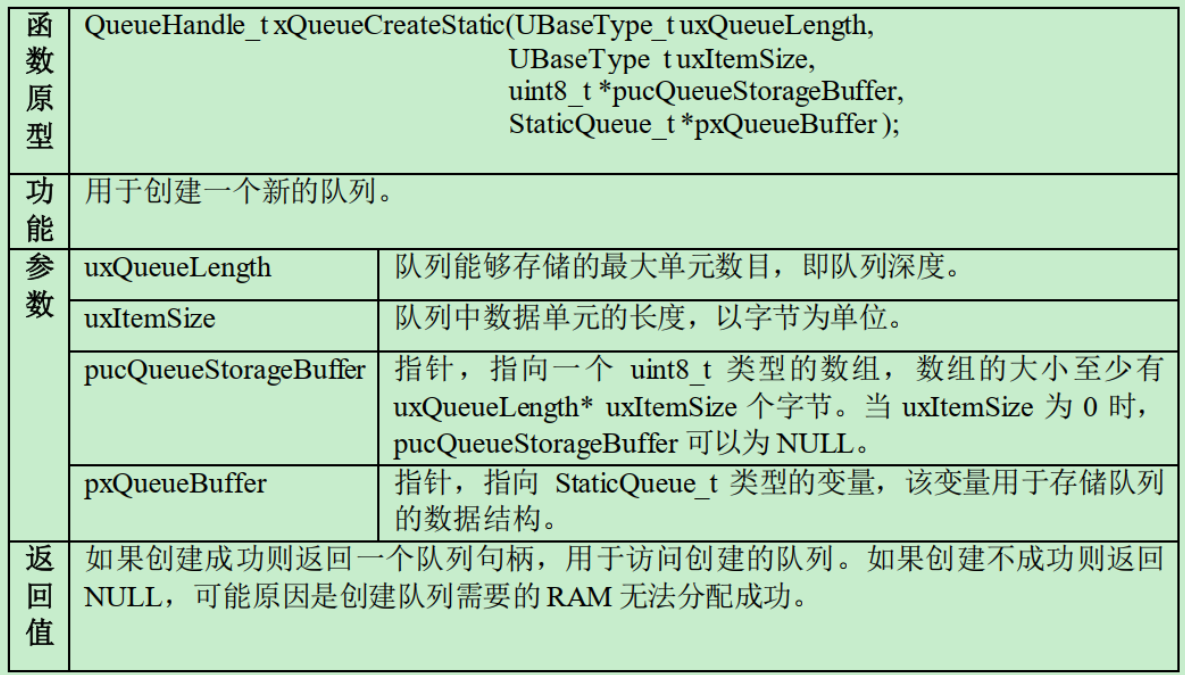 函数原型
QueueHandle_t xQueueCreateStatic(UBaseType_t uxQueueLength,
UBaseType_t uxItemSize,
uint8_t *pucQueueStorageBuffer,
StaticQueue_t *pxQueueBuffer );
功能
用于创建一个新的队列。
参数
uxQueueLength
队列能够存储的最大单元数目，即队列深度。
uxItemSize
队列中数据单元的长度，以字节为单位。
pucQueueStorageBuffer
指针，指向一个 uint8_t 类型的数组，数组的大小至少有
uxQueueLength* uxItemSize 个字节。当 uxItemSize 为 0 时，
pucQueueStorageBuffer 可以为 NULL。
pxQueueBuffer
指针，指向 StaticQueue_t 类型的变量，该变量用于存储队列
的数据结构。
返回值
如果创建成功则返回一个队列句柄，用于访问创建的队列。如果创建不成功则返回
NULL，可能原因是创建队列需要的 RAM 无法分配成功。